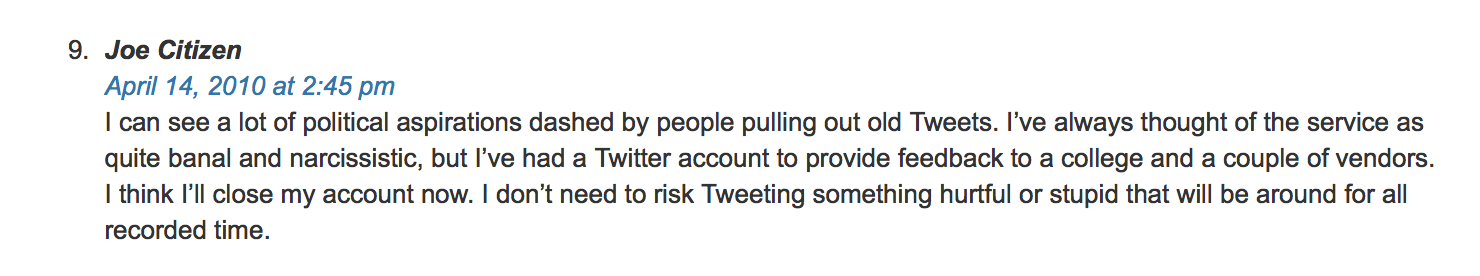 9. Joe Citizen
April 14, 2010 at 2:45 pm
I can see a lot of political aspirations dashed by people pulling out old Tweets. I’ve always thought of the service as
quite banal and narcissistic, but I’ve had a Twitter account to provide feedback to a college and a couple of vendors.
I think I’ll close my account now. I don’t need to risk Tweeting something hurtful or stupid that will be around for all
recorded time.